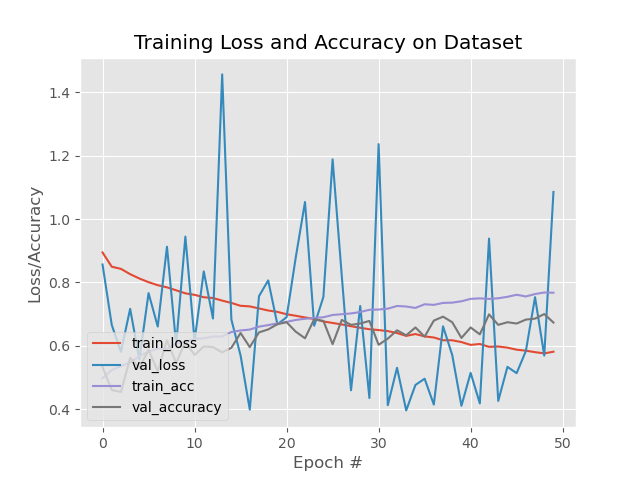 Training Loss and Accuracy on Dataset
Loss/Accuracy
1.4
1.2
1.0
0.8
0.6
0.4
train_loss
val_loss
train_acc
val_accuracy
0 10 20 30 40 50
Epoch #